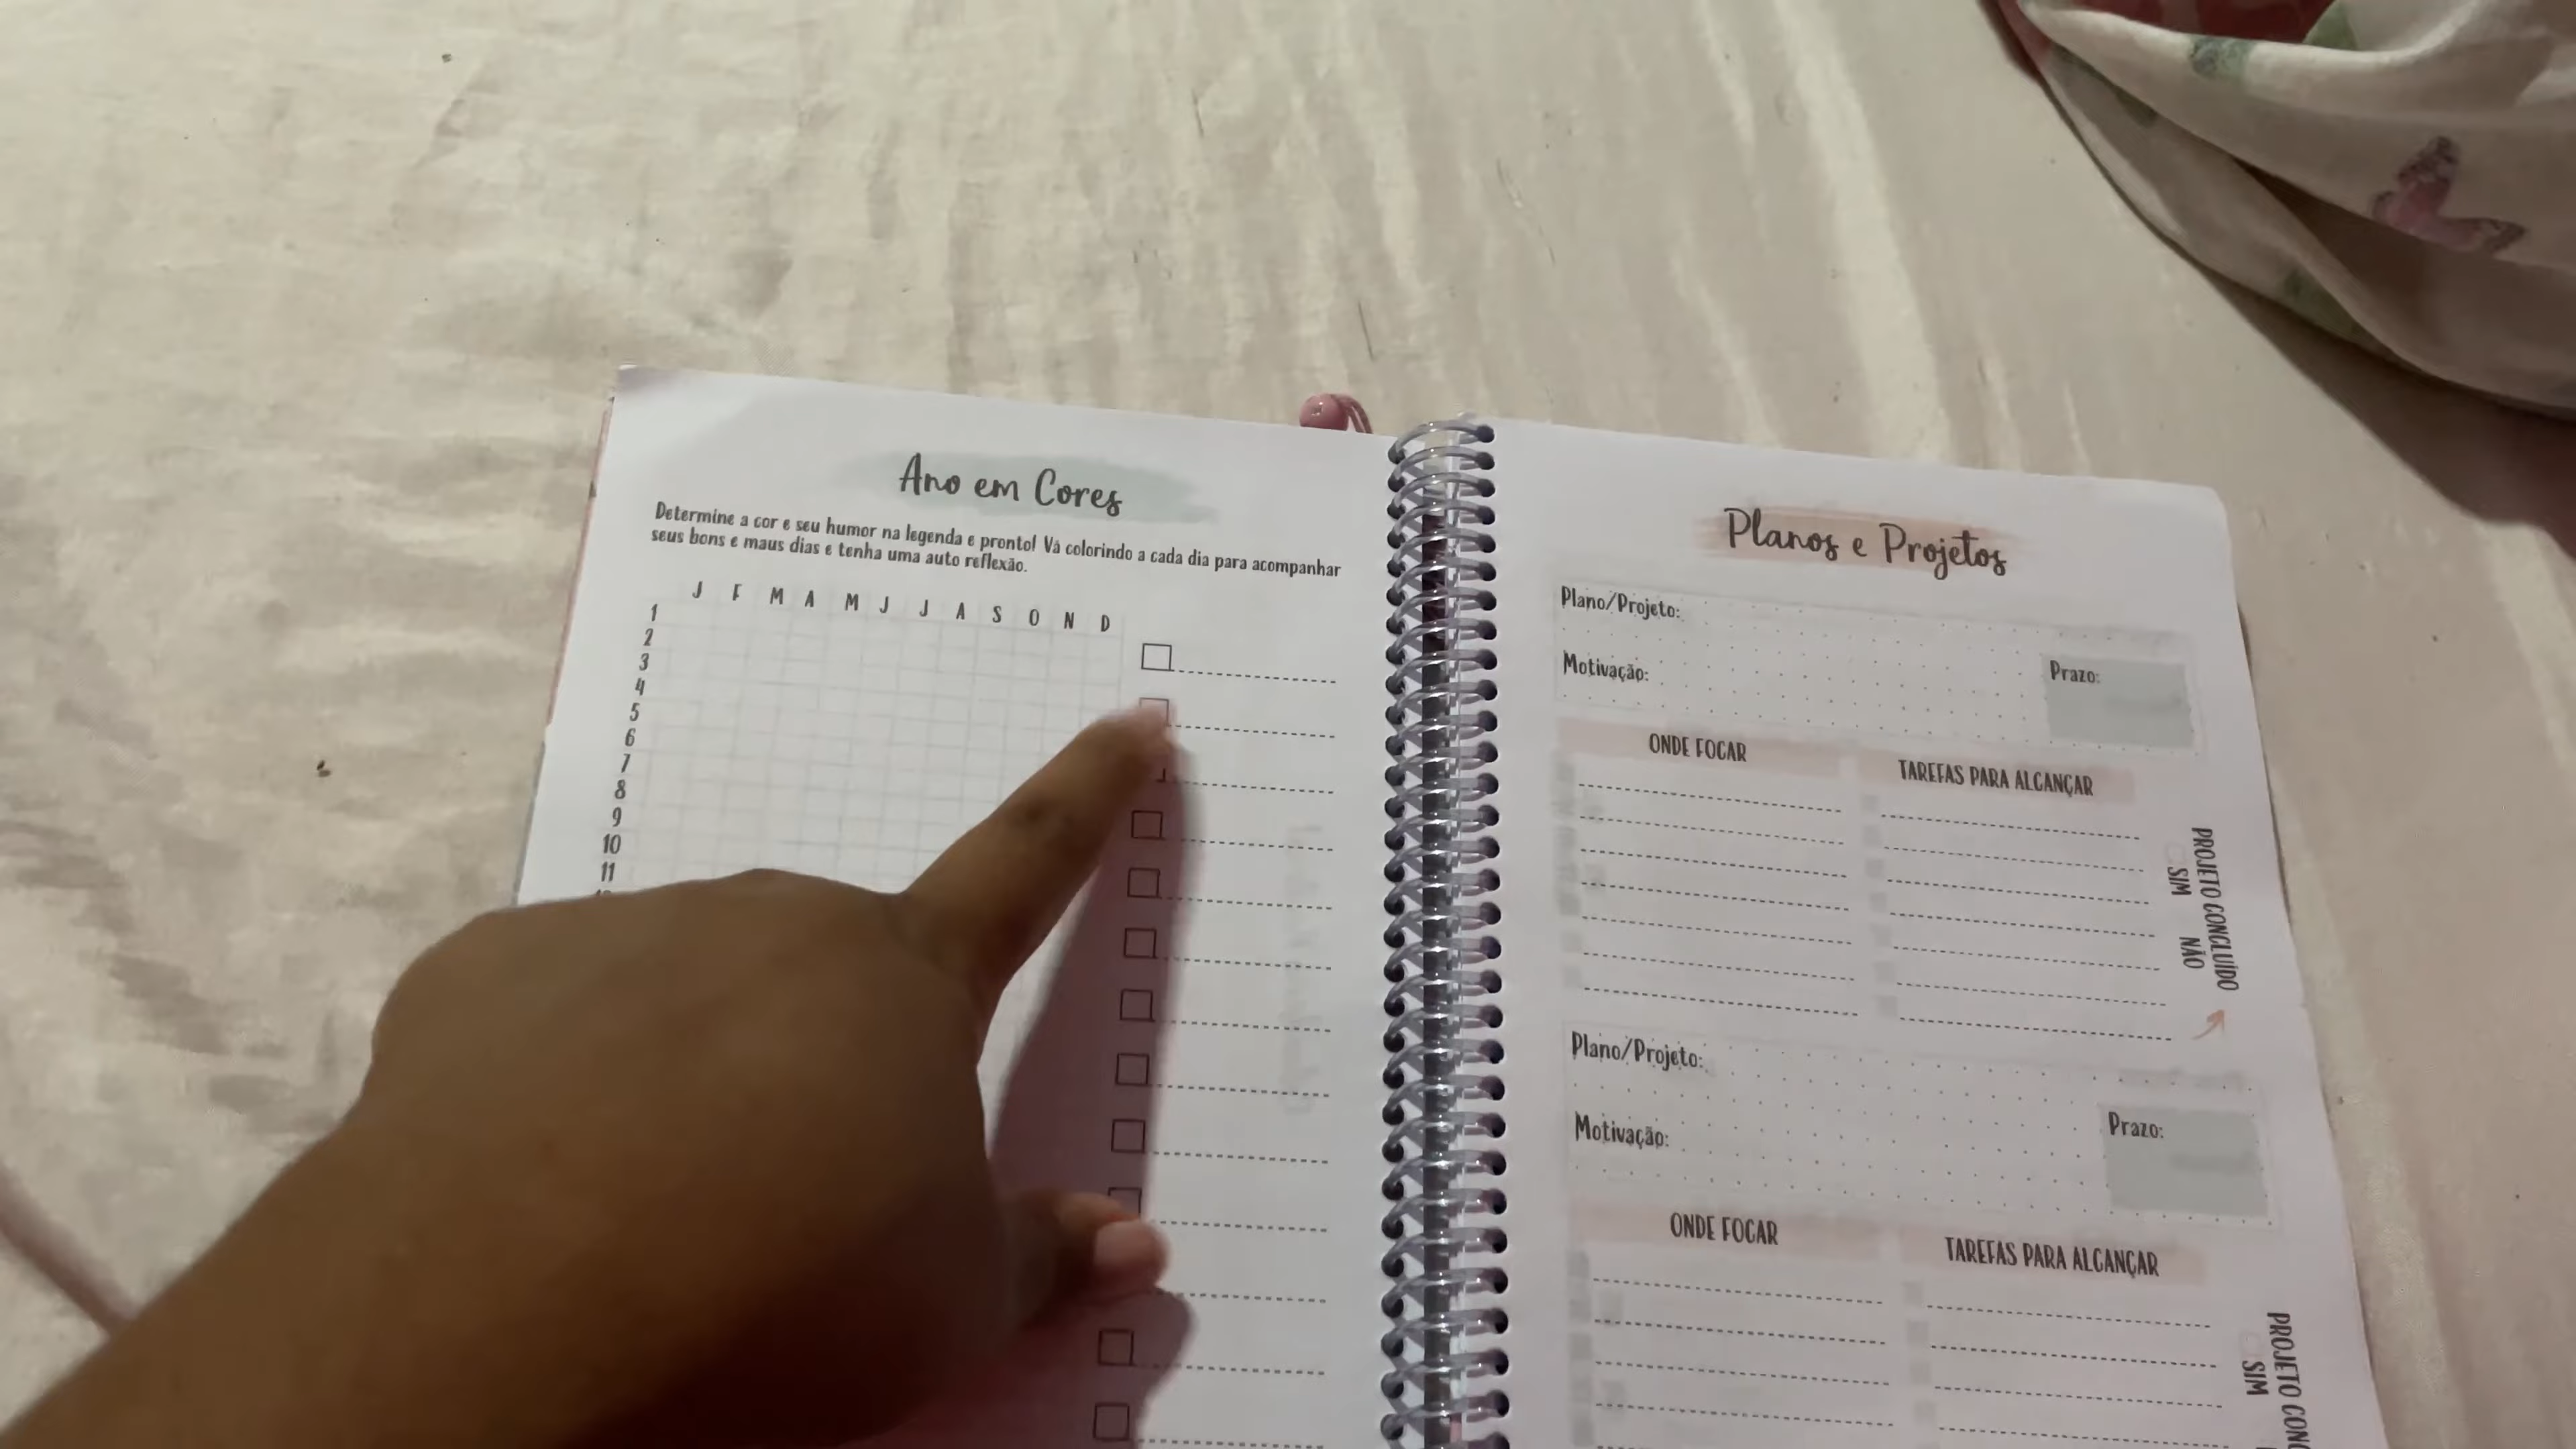 Ano em Cores
Determine a cor e seu humor na legenda e pronto! Vá colorindo a cada dia para acompanhar
seus bons e maus dias e tenha uma auto reflexão.
J F M A M J J A S O N D
1
2
3
4
5
6
7
8
9
10
11
Planos e Projetos
Plano/Projeto:
Motivação:
Prazo:
ONDE FOCAR
TAREFAS PARA ALCANÇAR
PROJETO CONCLUÍDO
SIM NÃO
Plano/Projeto:
Motivação:
Prazo:
ONDE FOCAR
TAREFAS PARA ALCANÇAR
PROJETO
SIM